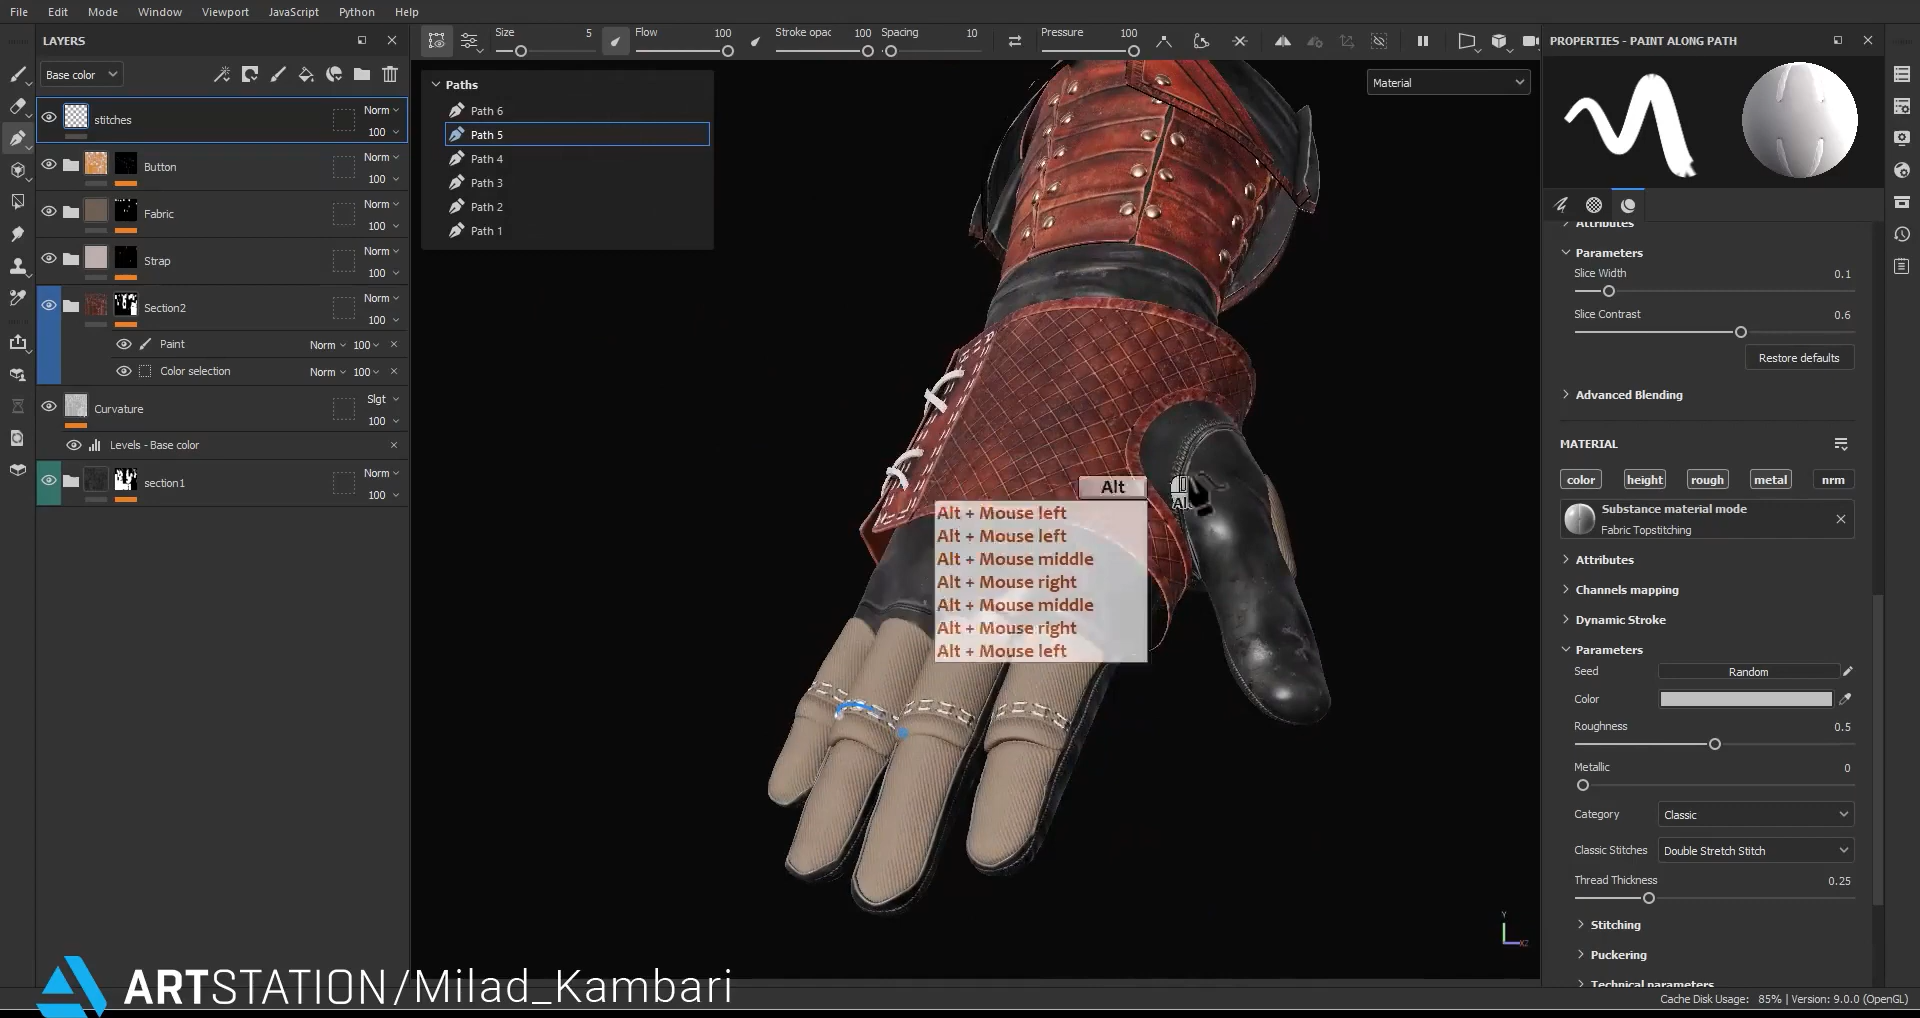 File Edit Mode Window Viewport JavaScript Python Help
LAYERS
Base color
stitches Norm 100
Button Norm 100
Fabric Norm 100
Strap Norm 100
Section2 Norm 100
Paint Norm 100
Color selection Norm 100
Curvature Slgt 100
Levels - Base color
section1 Norm 100
Size 5 Flow 100 Stroke opac 100 Spacing 10 Pressure 100
Paths
Path 6
Path 5
Path 4
Path 3
Path 2
Path 1
Material
Alt
Alt + Mouse left
Alt + Mouse left
Alt + Mouse middle
Alt + Mouse right
Alt + Mouse middle
Alt + Mouse right
Alt + Mouse left
Y
PROPERTIES - PAINT ALONG PATH
Attributes
Parameters
Slice Width 0.1
Slice Contrast 0.6
Restore defaults
Advanced Blending
MATERIAL
color height rough metal nrm
Substance material mode
Fabric Topstitching
Attributes
Channels mapping
Dynamic Stroke
Parameters
Seed Random
Color
Roughness 0.5
Metallic 0
Category Classic
Classic Stitches Double Stretch Stitch
Thread Thickness 0.25
Stitching
Puckering
Technical parameters
Cache Disk Usage: 85% | Version: 9.0.0 (OpenGL)
ARTSTATION/Milad_Kambari